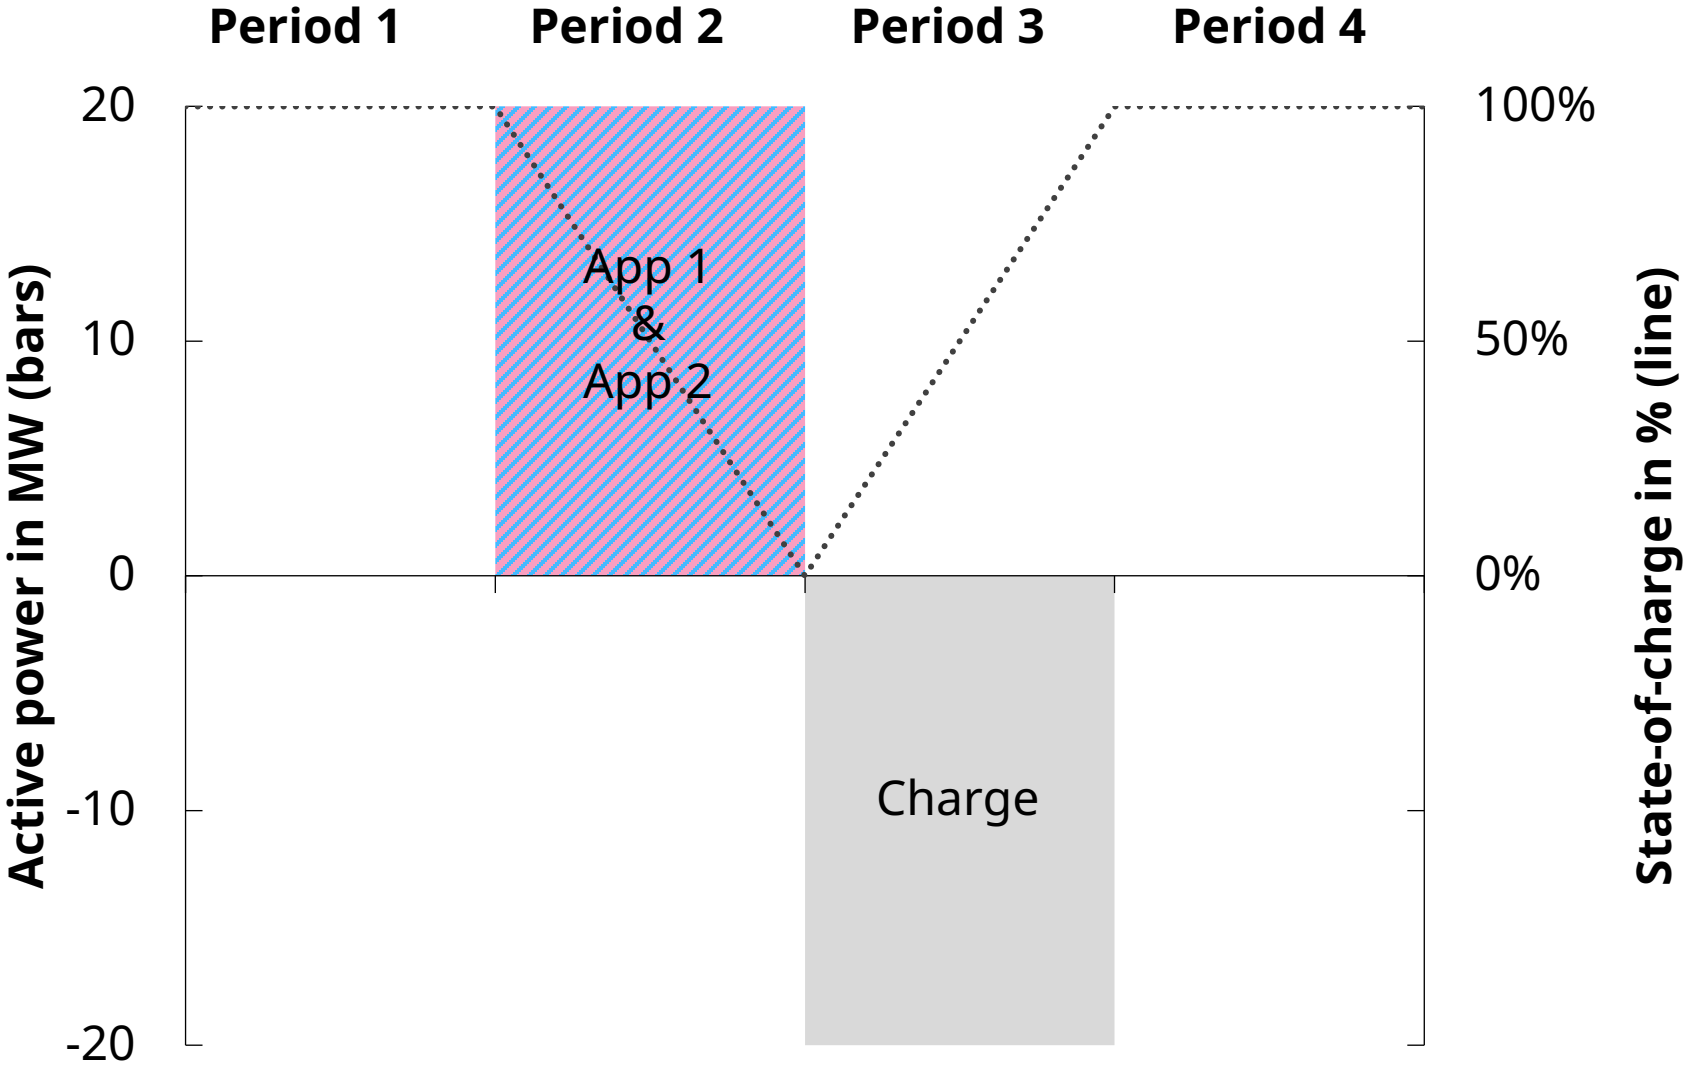 Period 1
Period 2
Period 3
Period 4
20
10
0
-10
-20
Active power in MW (bars)
App 1
&
App 2
Charge
100%
50%
0%
State-of-charge in % (line)